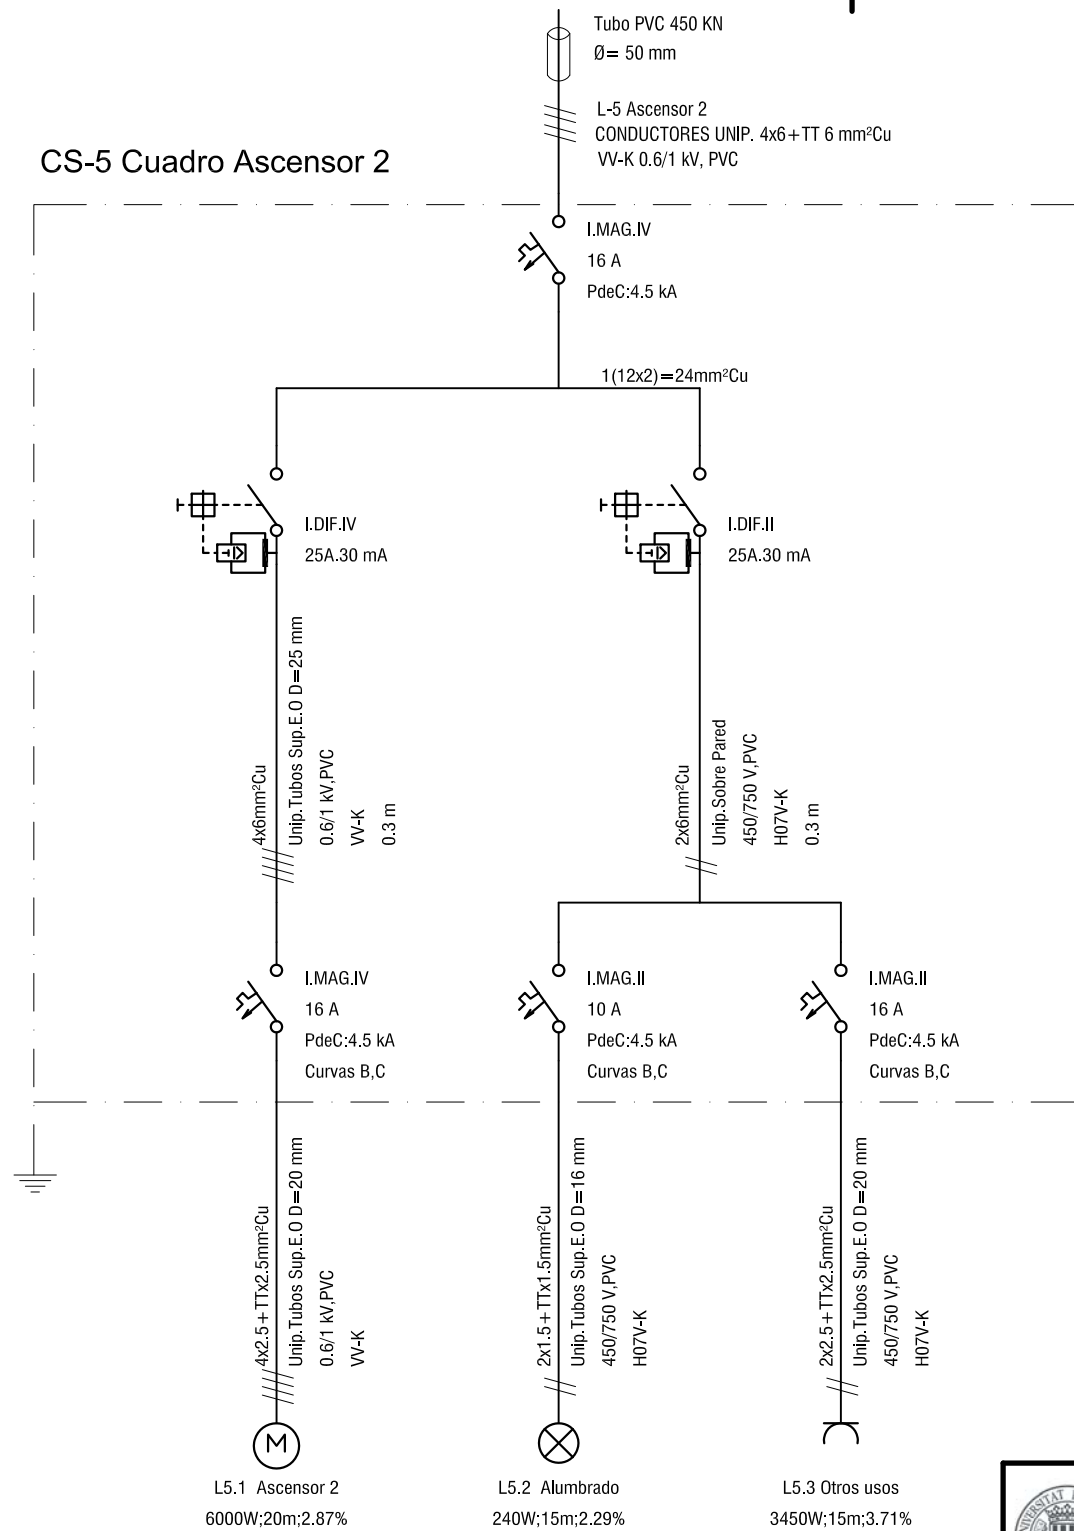 Tubo PVC 450 KN
Ø= 50 mm
L-5 Ascensor 2
CONDUCTORES UNIP. 4x6+TT 6 mm²Cu
VV-K 0.6/1 kV, PVC
CS-5 Cuadro Ascensor 2
I.MAG.IV
16 A
PdeC:4.5 kA
1(12x2)=24mm²Cu
I.DIF.IV
25A.30 mA
I.DIF.II
25A.30 mA
4x6mm²Cu
Unip.Tubos Sup.E.O D=25 mm
0.6/1 kV,PVC
VV-K
0.3 m
2x6mm²Cu
Unip.Sobre Pared
450/750 V,PVC
H07V-K
0.3 m
I.MAG.IV
16 A
PdeC:4.5 kA
Curvas B,C
I.MAG.II
10 A
PdeC:4.5 kA
Curvas B,C
I.MAG.II
16 A
PdeC:4.5 kA
Curvas B,C
4x2.5+TTx2.5mm²Cu
Unip.Tubos Sup.E.O D=20 mm
0.6/1 kV,PVC
VV-K
2x1.5+TTx1.5mm²Cu
Unip.Tubos Sup.E.O D=16 mm
450/750 V,PVC
H07V-K
2x2.5+TTx2.5mm²Cu
Unip.Tubos Sup.E.O D=20 mm
450/750 V,PVC
H07V-K
M
L5.1 Ascensor 2
6000W;20m;2.87%
L5.2 Alumbrado
240W;15m;2.29%
L5.3 Otros usos
3450W;15m;3.71%